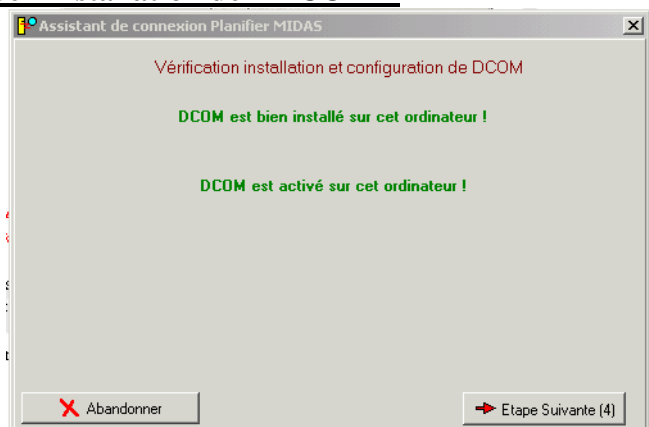 Assistant de connexion Planifier MIDAS
Vérification installation et configuration de DCOM
DCOM est bien installé sur cet ordinateur !
DCOM est activé sur cet ordinateur !
Abandonner
Etape Suivante (4)